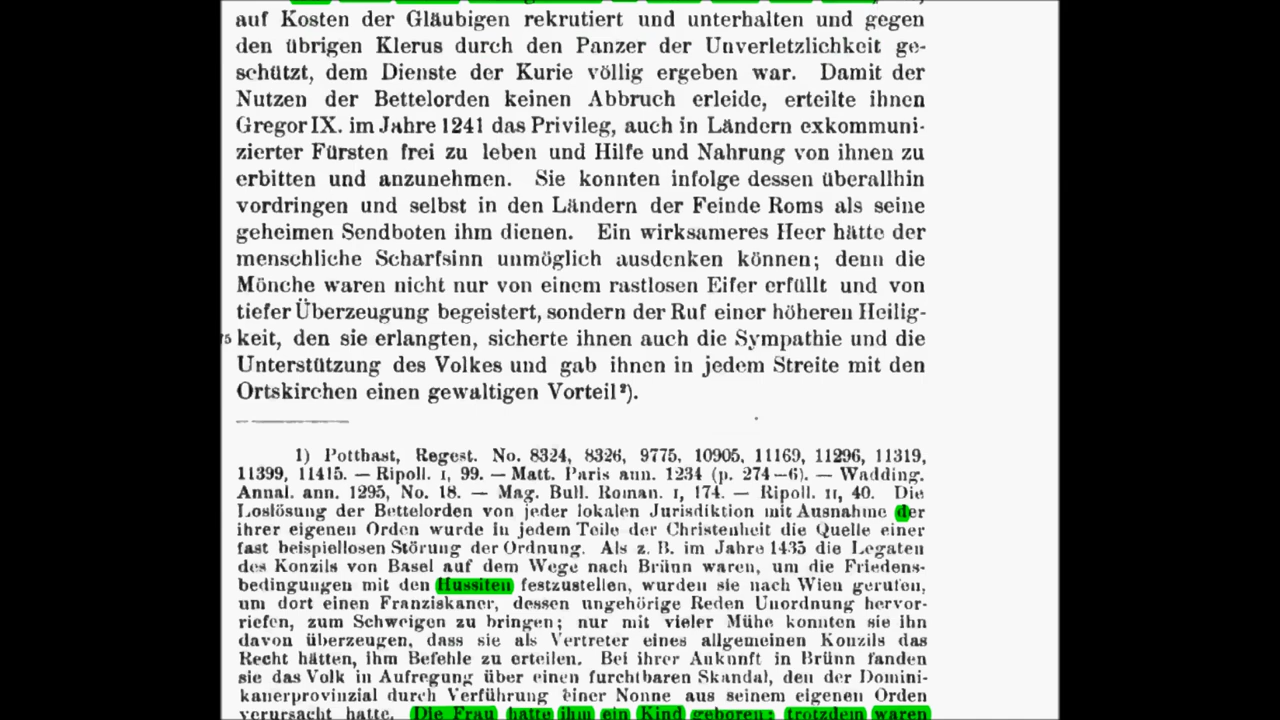 auf Kosten der Gläubigen rekrutiert und unterhalten und gegen
den übrigen Klerus durch den Panzer der Unverletzlichkeit ge-
schützt, dem Dienste der Kurie völlig ergeben war. Damit der
Nutzen der Bettelorden keinen Abbruch erleide, erteilte ihnen
Gregor IX. im Jahre 1241 das Privileg, auch in Ländern exkommuni-
zierter Fürsten frei zu leben und Hilfe und Nahrung von ihnen zu
erbitten und anzunehmen. Sie konnten infolge dessen überallhin
vordringen und selbst in den Ländern der Feinde Roms als seine
geheimen Sendboten ihm dienen. Ein wirksameres Heer hätte der
menschliche Scharfsinn unmöglich ausdenken können; denn die
Mönche waren nicht nur von einem rastlosen Eifer erfüllt und von
tiefer Überzeugung begeistert, sondern der Ruf einer höheren Heilig-
keit, den sie erlangten, sicherte ihnen auch die Sympathie und die
Unterstützung des Volkes und gab ihnen in jedem Streite mit den
Ortskirchen einen gewaltigen Vorteil²).
1) Potthast, Regest. No. 8324, 8326, 9775, 10905, 11169, 11296, 11319,
11399, 11415. — Ripoll. I, 99. — Matt. Paris ann. 1234 (p. 274–6). — Wadding.
Annal. ann. 1295, No. 18. — Mag. Bull. Roman. I, 174. — Ripoll. II, 40. Die
Loslösung der Bettelorden von jeder lokalen Jurisdiktion mit Ausnahme der
ihrer eigenen Orden wurde in jedem Teile der Christenheit die Quelle einer
fast beispiellosen Störung der Ordnung. Als z. B. im Jahre 1435 die Legaten
des Konzils von Basel auf dem Wege nach Brünn waren, um die Friedens-
bedingungen mit den Hussiten festzustellen, wurden sie nach Wien gerufen,
um dort einen Franziskaner, dessen ungehörige Reden Unordnung hervor-
riefen, zum Schweigen zu bringen; nur mit vieler Mühe konnten sie ihn
davon überzeugen, dass sie als Vertreter eines allgemeinen Konzils das
Recht hätten, ihm Befehle zu erteilen. Bei ihrer Ankunft in Brünn fanden
sie das Volk in Aufregung über einen furchtbaren Skandal, den der Domini-
kanerprovinzial durch Verführung einer Nonne aus seinem eigenen Orden
verursacht hatte. Die Frau hatte ihm ein Kind geboren; trotzdem waren